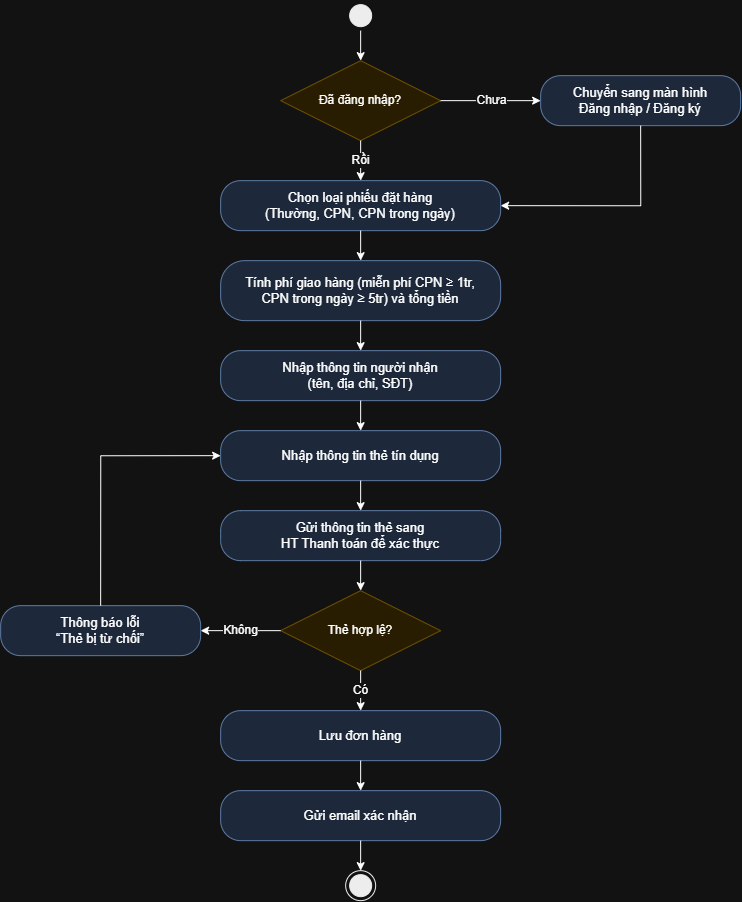 Đã đăng nhập?
Chưa
Chuyển sang màn hình
Đăng nhập / Đăng ký
Rồi
Chọn loại phiếu đặt hàng
(Thường, CPN, CPN trong ngày)
Tính phí giao hàng (miễn phí CPN ≥ 1tr,
CPN trong ngày ≥ 5tr) và tổng tiền
Nhập thông tin người nhận
(tên, địa chỉ, SĐT)
Nhập thông tin thẻ tín dụng
Gửi thông tin thẻ sang
HT Thanh toán để xác thực
Thẻ hợp lệ?
Không
Thông báo lỗi
“Thẻ bị từ chối”
Có
Lưu đơn hàng
Gửi email xác nhận